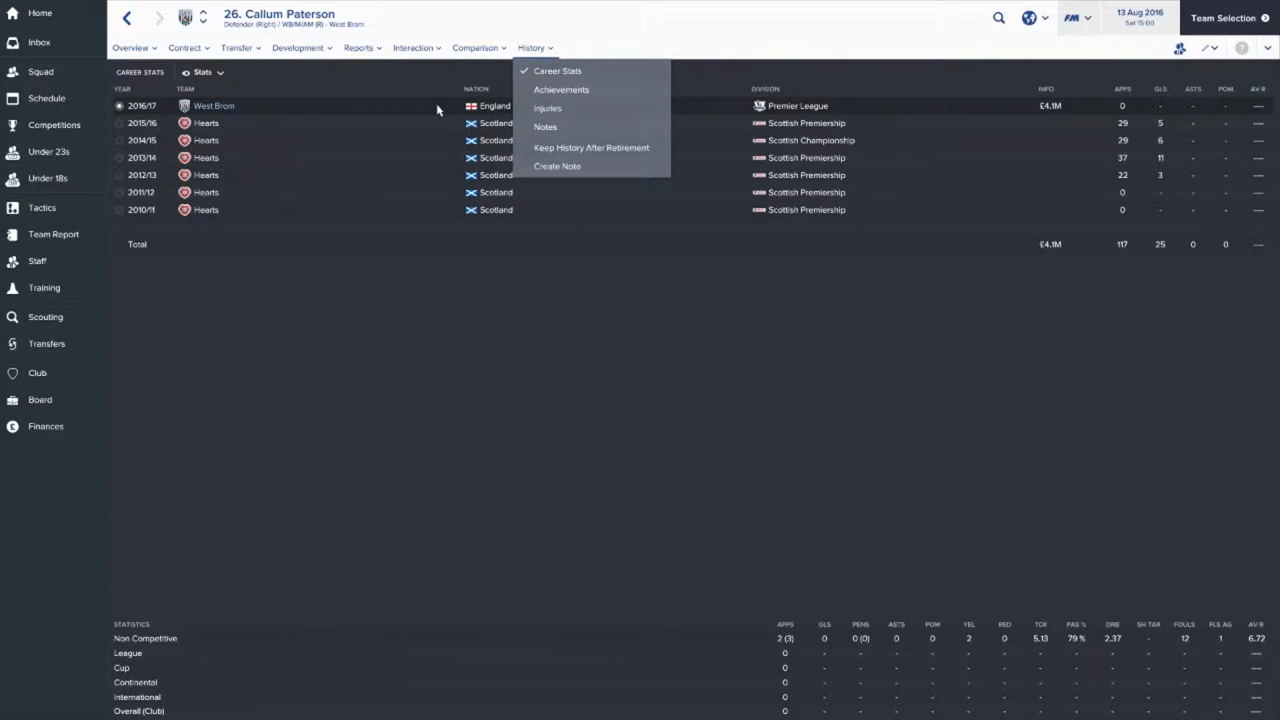 Home
Inbox
Squad
Schedule
Competitions
Under 23s
Under 18s
Tactics
Team Report
Staff
Training
Scouting
Transfers
Club
Board
Finances
26. Callum Paterson
Defender (Right) / WB/M/AM (R) - West Brom
FM
13 Aug 2016
Sat 15:00
Team Selection
Overview Contract Transfer Development Reports Interaction Comparison History
CAREER STATS Stats
Career Stats
Achievements
Injuries
Notes
Keep History After Retirement
Create Note
YEAR TEAM NATION DIVISION INFO APPS GLS ASTS POM AV R
2016/17 West Brom England Premier League £4.1M 0 - - - ----
2015/16 Hearts Scotland Scottish Premiership 29 5 - - ----
2014/15 Hearts Scotland Scottish Championship 29 6 - - ----
2013/14 Hearts Scotland Scottish Premiership 37 11 - - ----
2012/13 Hearts Scotland Scottish Premiership 22 3 - - ----
2011/12 Hearts Scotland Scottish Premiership 0 - - - ----
2010/11 Hearts Scotland Scottish Premiership 0 - - - ----
Total £4.1M 117 25 0 0 ----
STATISTICS APPS GLS PENS ASTS POM YEL RED TCK PAS % DRB SH TAR FOULS FLS AG AV R
Non Competitive 2 (3) 0 0 (0) 0 0 2 0 5.13 79 % 2.37 - 12 1 6.72
League 0 - - - - - - - - - - - - ----
Cup 0 - - - - - - - - - - - - ----
Continental 0 - - - - - - - - - - - - ----
International 0 - - - - - - - - - - - - ----
Overall (Club) 0 - - - - - - - - - - - - ----